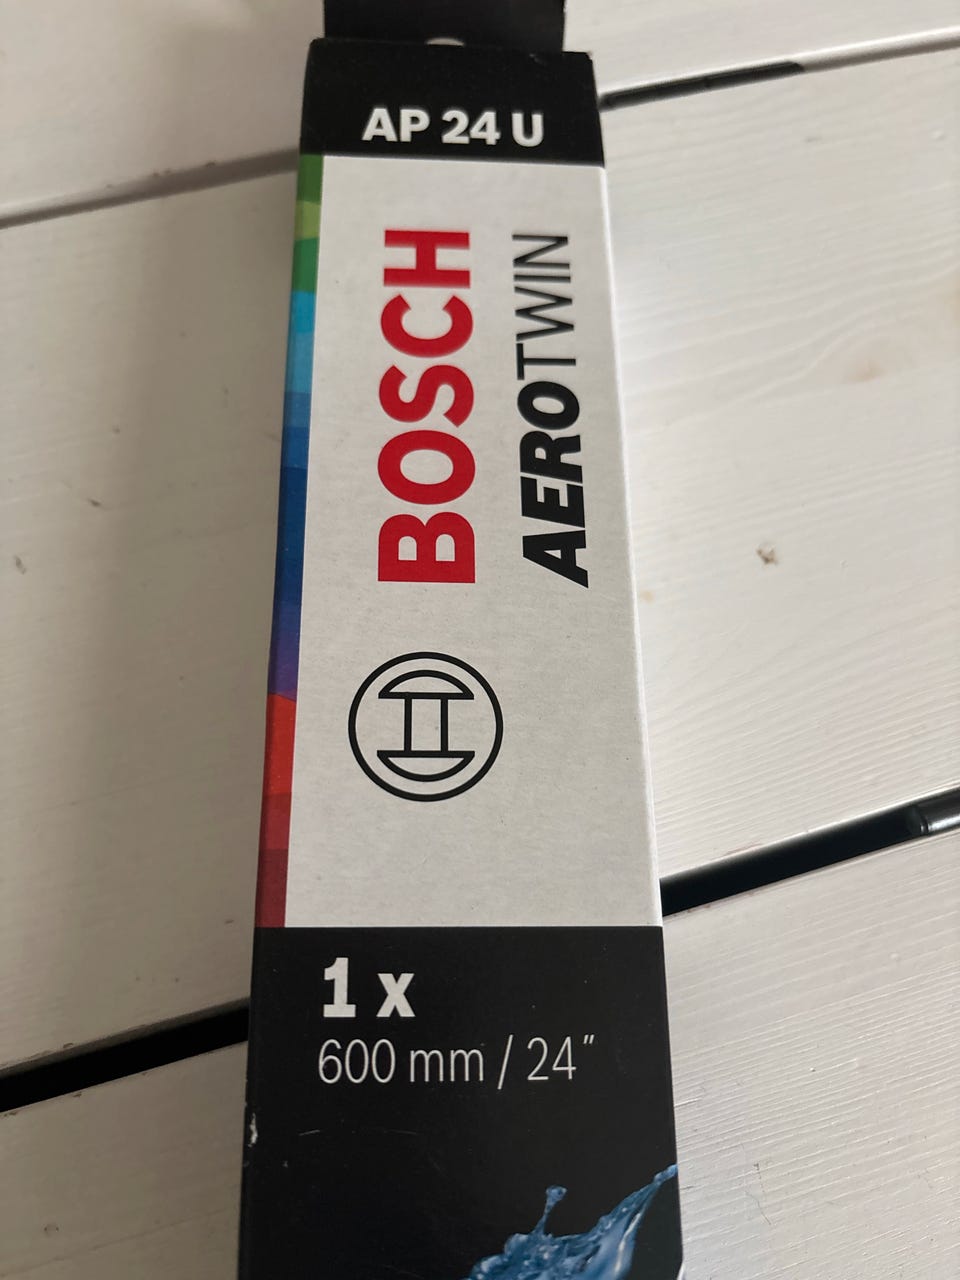 AP 24 U
BOSCH
AEROTWIN
1 x
600 mm / 24"